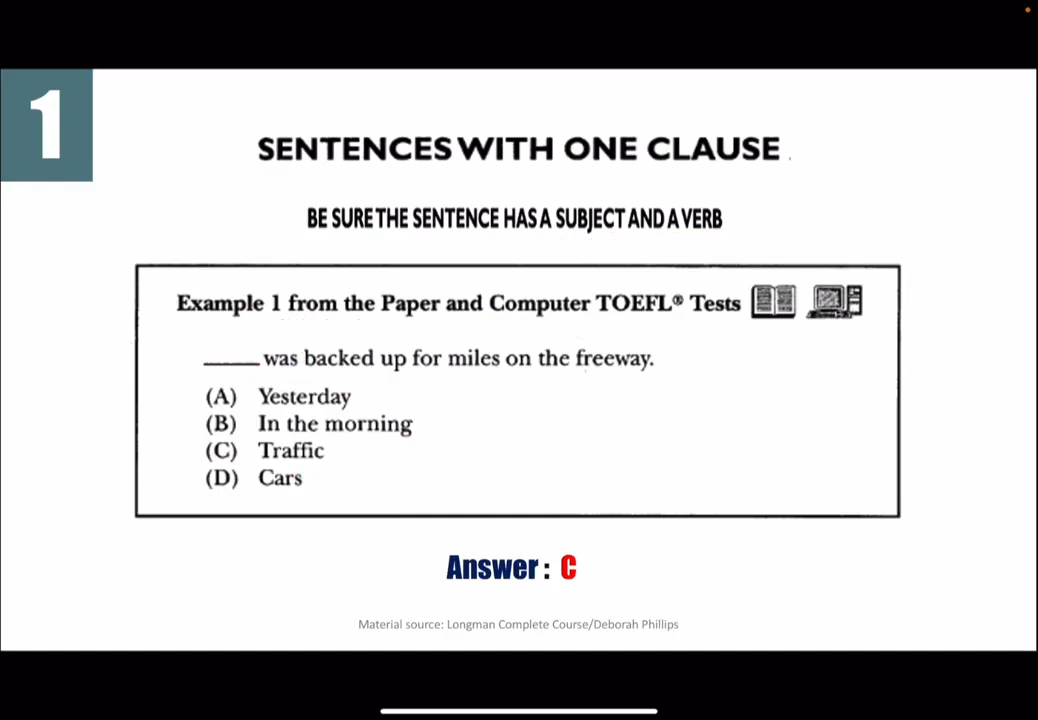 1
SENTENCES WITH ONE CLAUSE
BE SURE THE SENTENCE HAS A SUBJECT AND A VERB
Example 1 from the Paper and Computer TOEFL® Tests
_____ was backed up for miles on the freeway.
(A) Yesterday
(B) In the morning
(C) Traffic
(D) Cars
Answer : C
Material source: Longman Complete Course/Deborah Phillips